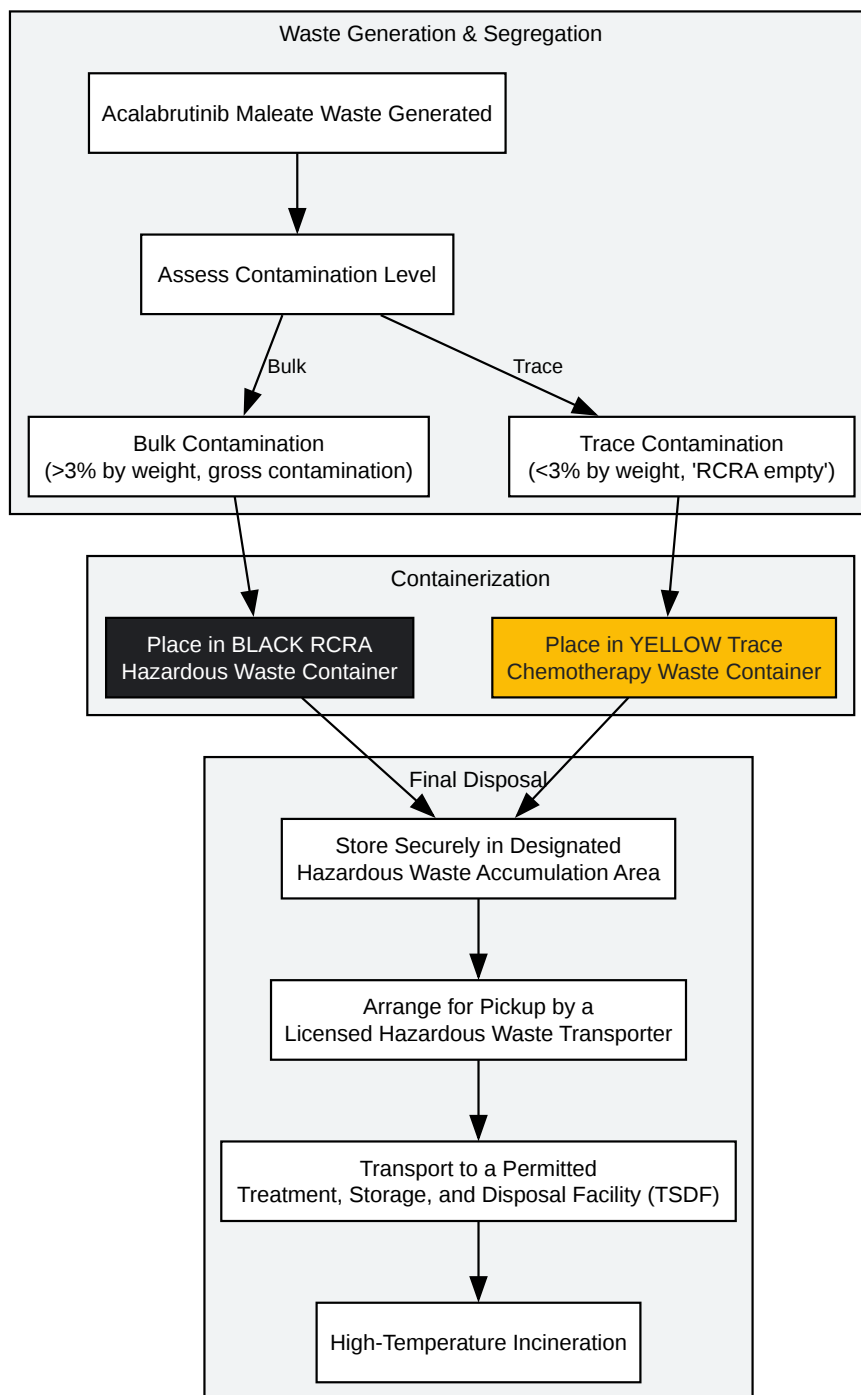 Waste Generation & Segregation
Acalabrutinib Maleate Waste Generated
Assess Contamination Level
Bulk
Trace
Bulk Contamination
(>3% by weight, gross contamination)
Trace Contamination
(<3% by weight, 'RCRA empty')
Containerization
Place in BLACK RCRA
Hazardous Waste Container
Place in YELLOW Trace
Chemotherapy Waste Container
Final Disposal
Store Securely in Designated
Hazardous Waste Accumulation Area
Arrange for Pickup by a
Licensed Hazardous Waste Transporter
Transport to a Permitted
Treatment, Storage, and Disposal Facility (TSDF)
High-Temperature Incineration